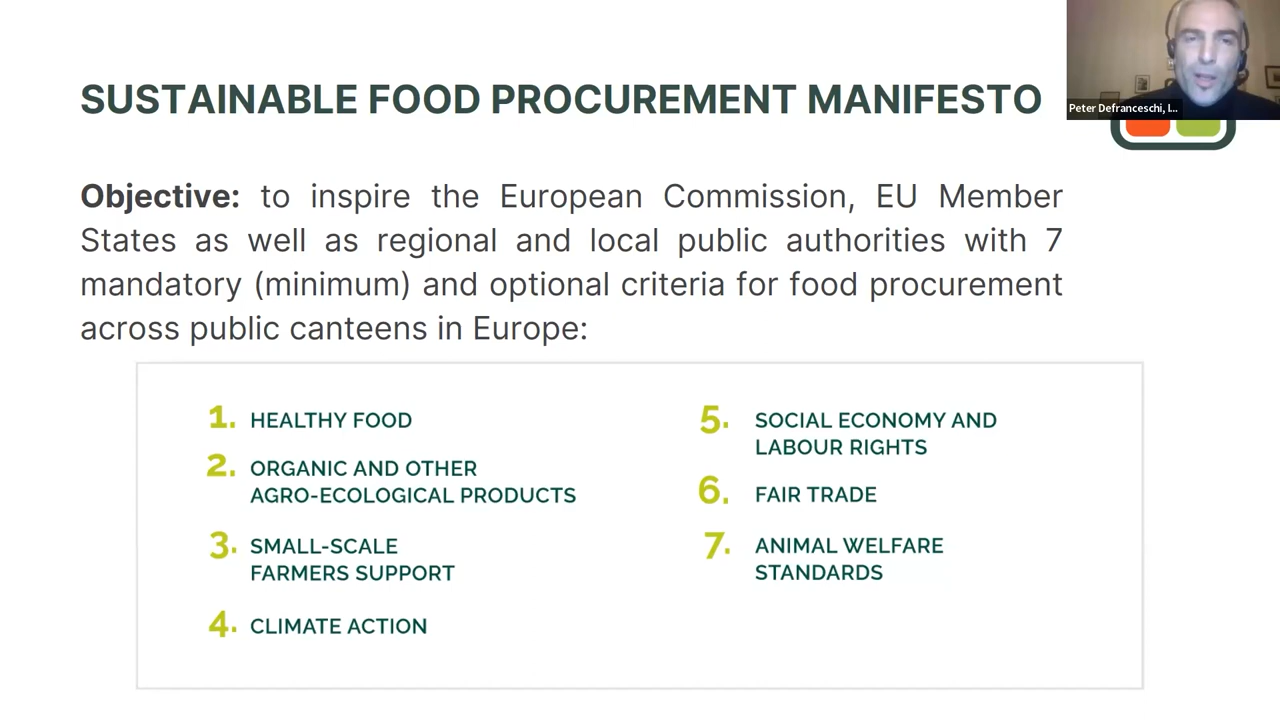 SUSTAINABLE FOOD PROCUREMENT MANIFESTO
Peter Defranceschi, I...
Objective: to inspire the European Commission, EU Member
States as well as regional and local public authorities with 7
mandatory (minimum) and optional criteria for food procurement
across public canteens in Europe:
1. HEALTHY FOOD
2. ORGANIC AND OTHER
AGRO-ECOLOGICAL PRODUCTS
3. SMALL-SCALE
FARMERS SUPPORT
4. CLIMATE ACTION
5. SOCIAL ECONOMY AND
LABOUR RIGHTS
6. FAIR TRADE
7. ANIMAL WELFARE
STANDARDS